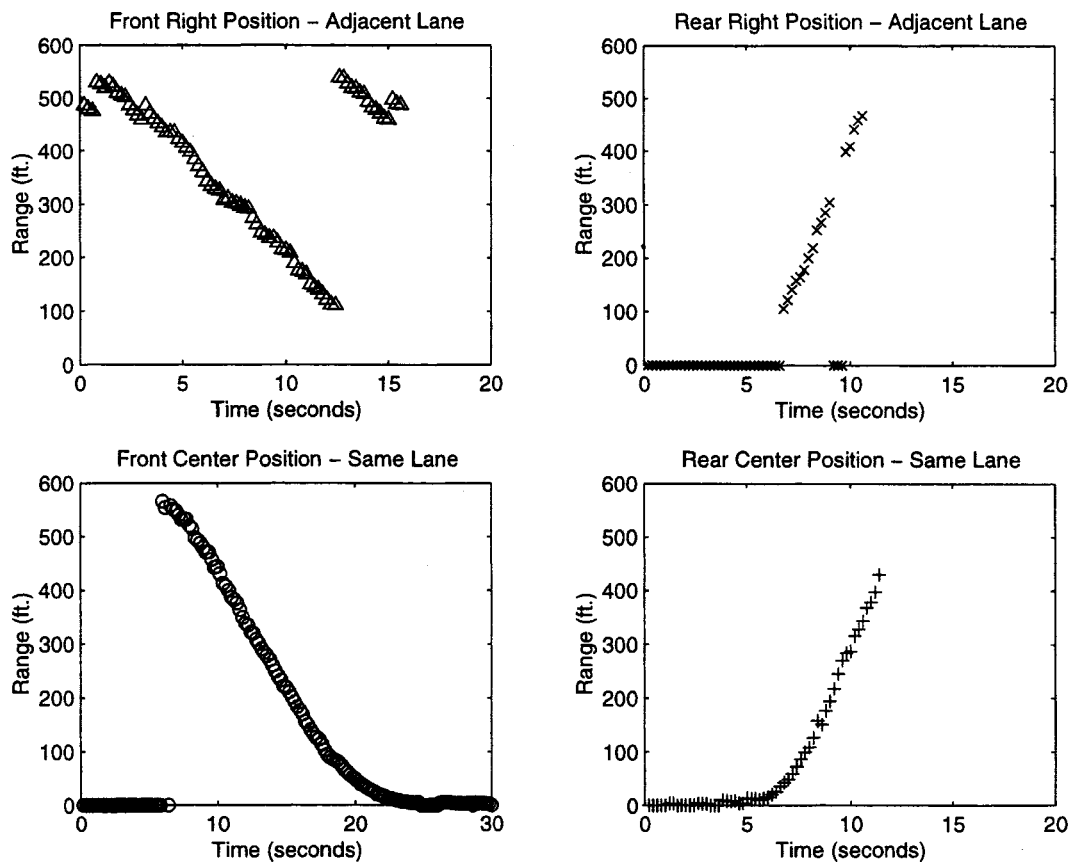 Front Right Position – Adjacent Lane
600
500
400
300
200
100
0
Range (ft.)
0 5 10 15 20
Time (seconds)
Rear Right Position – Adjacent Lane
600
500
400
300
200
100
0
Range (ft.)
0 5 10 15 20
Time (seconds)
Front Center Position – Same Lane
600
500
400
300
200
100
0
Range (ft.)
0 10 20 30
Time (seconds)
Rear Center Position – Same Lane
600
500
400
300
200
100
0
Range (ft.)
0 5 10 15 20
Time (seconds)